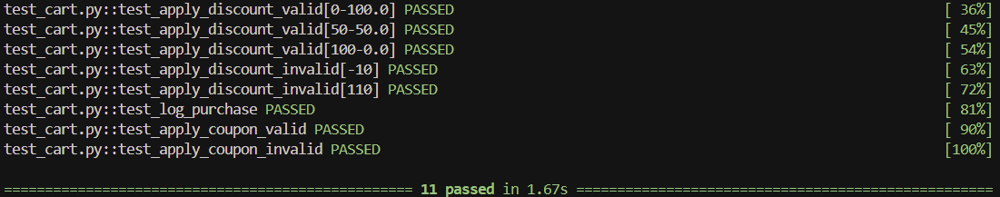 test_cart.py::test_apply_discount_valid[0-100.0] PASSED [ 36%]
test_cart.py::test_apply_discount_valid[50-50.0] PASSED [ 45%]
test_cart.py::test_apply_discount_valid[100-0.0] PASSED [ 54%]
test_cart.py::test_apply_discount_invalid[-10] PASSED [ 63%]
test_cart.py::test_apply_discount_invalid[110] PASSED [ 72%]
test_cart.py::test_log_purchase PASSED [ 81%]
test_cart.py::test_apply_coupon_valid PASSED [ 90%]
test_cart.py::test_apply_coupon_invalid PASSED [100%]
================================================== 11 passed in 1.67s ===================================================